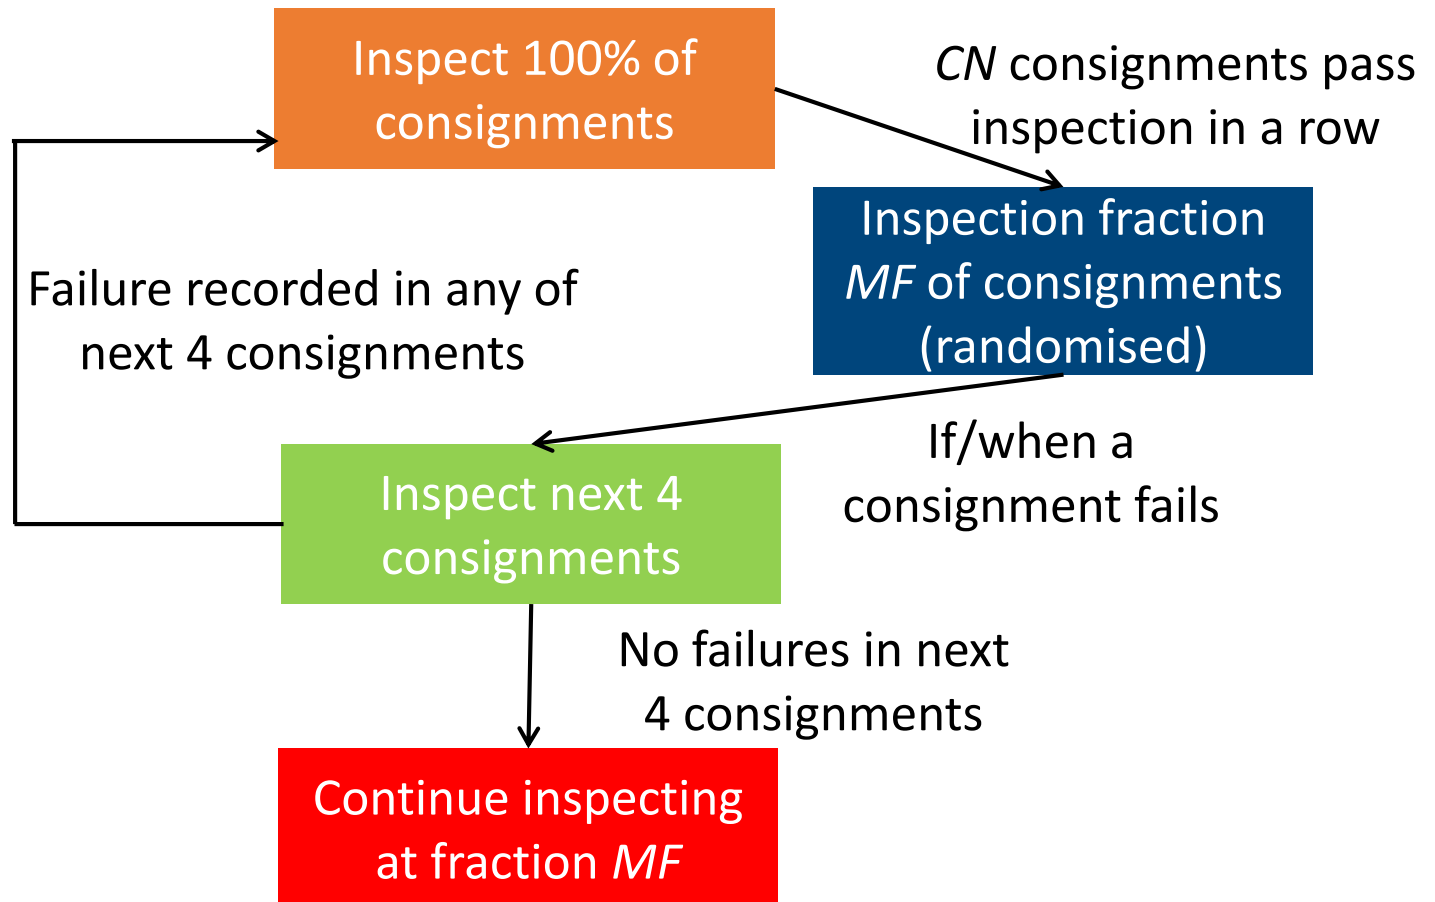 Inspect 100% of
consignments
CN consignments pass
inspection in a row
Inspection fraction
MF of consignments
(randomised)
Failure recorded in any of
next 4 consignments
If/when a
consignment fails
Inspect next 4
consignments
No failures in next
4 consignments
Continue inspecting
at fraction MF